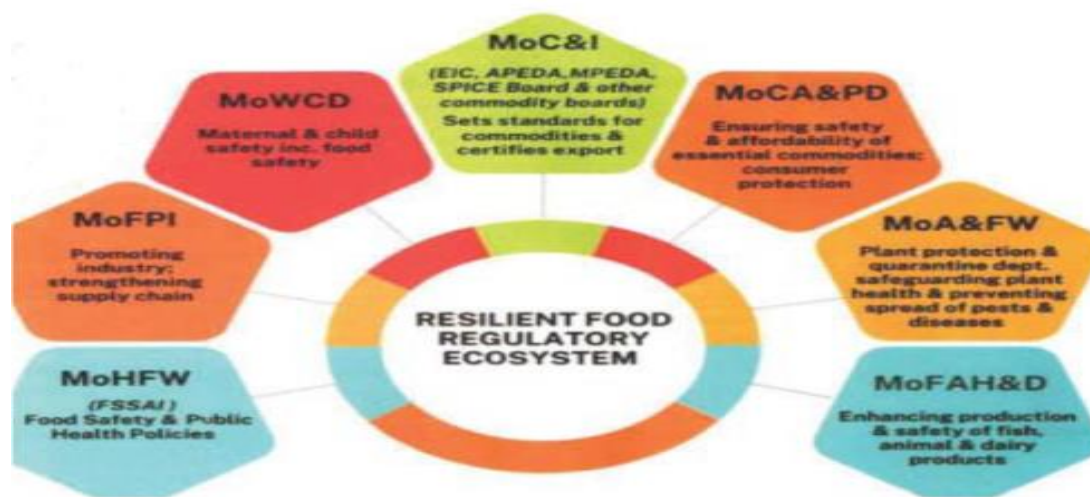 MoC&I
(EIC, APEDA,MPEDA,
SPICE Board & other
commodity boards)
Sets standards for
commodities &
certifies export
MoWCD
Maternal & child
safety inc. food
safety
MoCA&PD
Ensuring safety
& affordability of
essential commodities;
consumer
protection
MoFPI
Promoting
industry;
strengthening
supply chain
MoA&FW
Plant protection &
quarantine dept.
safeguarding plant
health & preventing
spread of pests &
diseases
RESILIENT FOOD
REGULATORY
ECOSYSTEM
MoHFW
(FSSAI)
Food Safety & Public
Health Policies
MoFAH&D
Enhancing production
& safety of fish,
animal & dairy
products